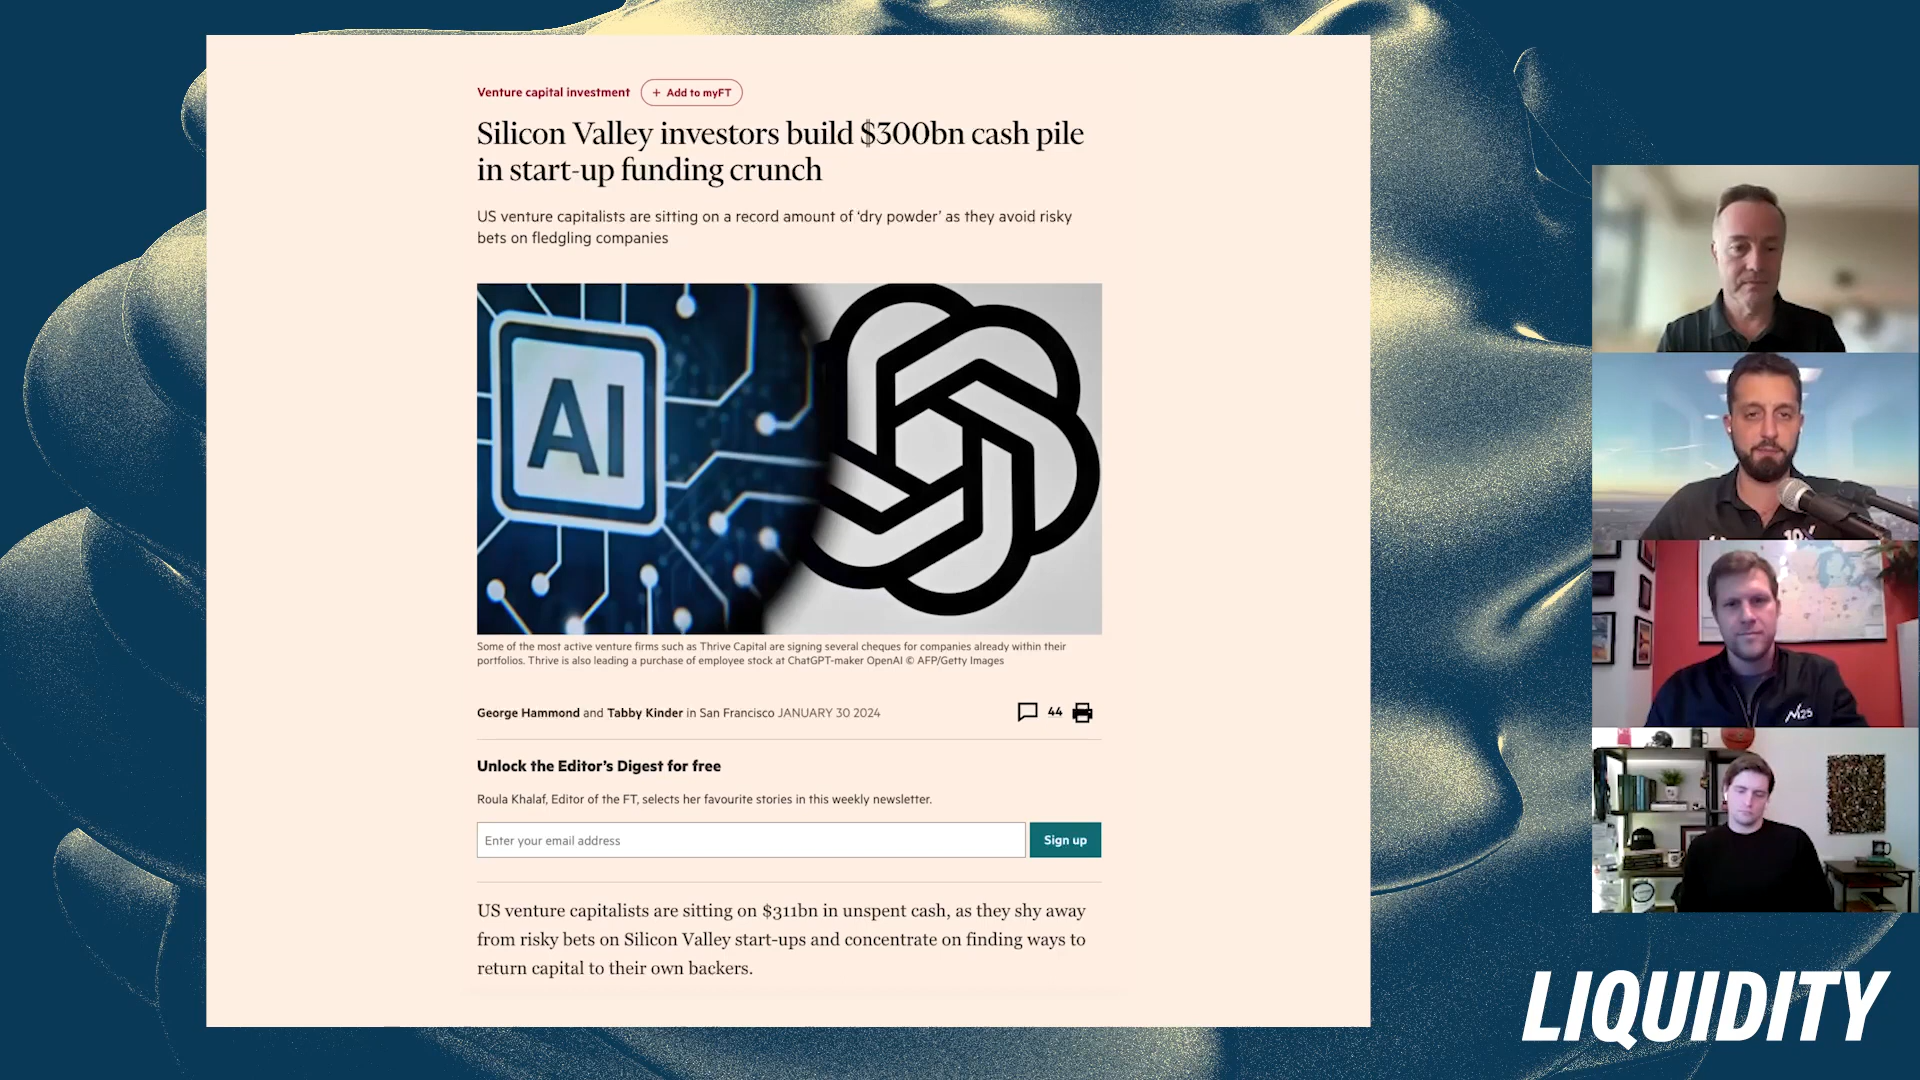 Venture capital investment + Add to myFT
Silicon Valley investors build $300bn cash pile
in start-up funding crunch
US venture capitalists are sitting on a record amount of ‘dry powder’ as they avoid risky
bets on fledgling companies
AI
Some of the most active venture firms such as Thrive Capital are signing several cheques for companies already within their
portfolios. Thrive is also leading a purchase of employee stock at ChatGPT-maker OpenAI © AFP/Getty Images
George Hammond and Tabby Kinder in San Francisco JANUARY 30 2024
44
Unlock the Editor’s Digest for free
Roula Khalaf, Editor of the FT, selects her favourite stories in this weekly newsletter.
Enter your email address
Sign up
US venture capitalists are sitting on $311bn in unspent cash, as they shy away
from risky bets on Silicon Valley start-ups and concentrate on finding ways to
return capital to their own backers.
M25
LIQUIDITY